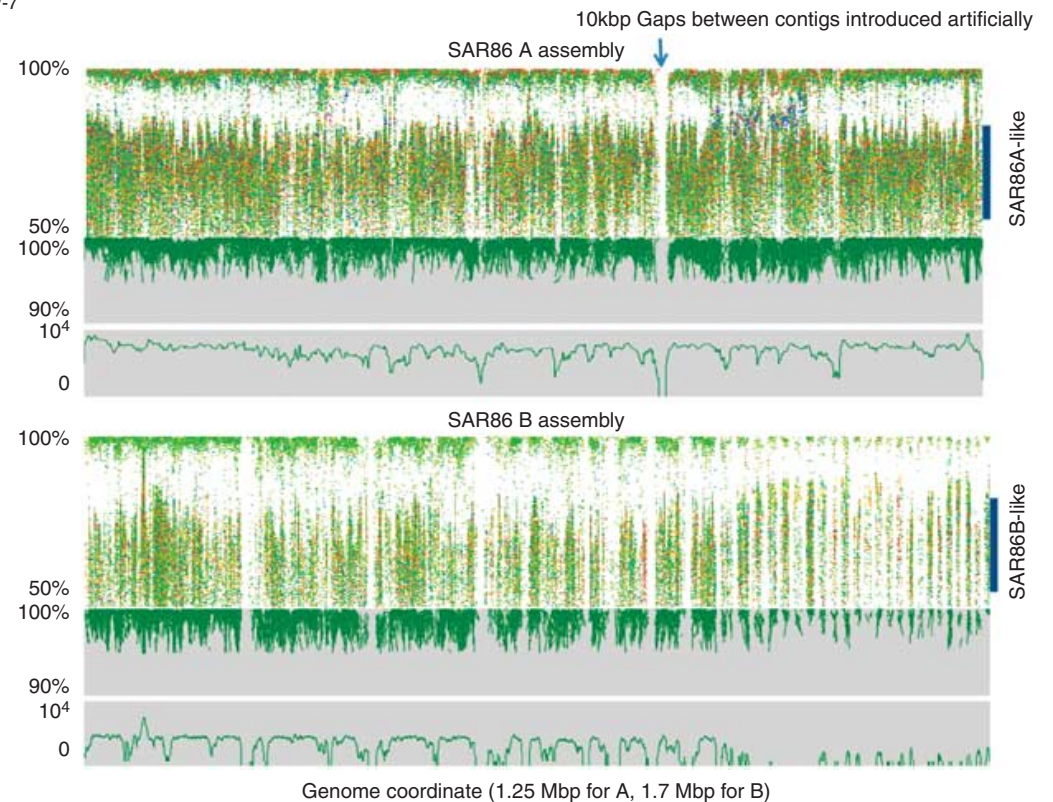 10kbp Gaps between contigs introduced artificially
SAR86 A assembly
100%
50%
100%
90%
10⁴
0
SAR86A-like
SAR86 B assembly
100%
50%
100%
90%
10⁴
0
SAR86B-like
Genome coordinate (1.25 Mbp for A, 1.7 Mbp for B)